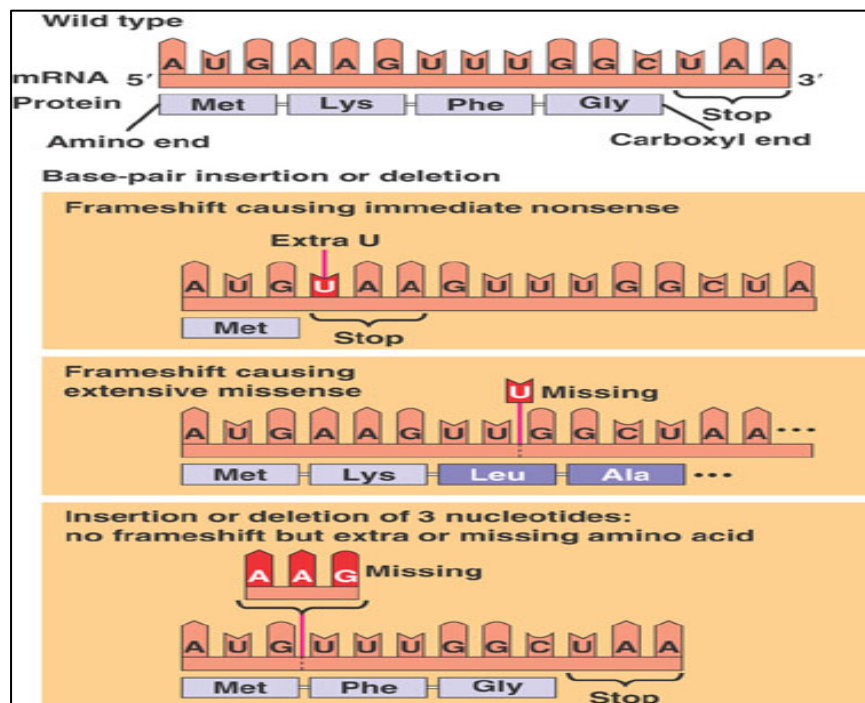 Wild type
A U G A A G U U U G G C U A A
mRNA 5′ 3′
Protein Met Lys Phe Gly Stop
Amino end Carboxyl end
Base-pair insertion or deletion
Frameshift causing immediate nonsense
Extra U
A U G U A A G U U U G G C U A
Met Stop
Frameshift causing
extensive missense U Missing
A U G A A G U U G G C U A A ...
Met Lys Leu Ala ...
Insertion or deletion of 3 nucleotides:
no frameshift but extra or missing amino acid
A A G Missing
A U G U U U G G C U A A
Met Phe Gly Stop